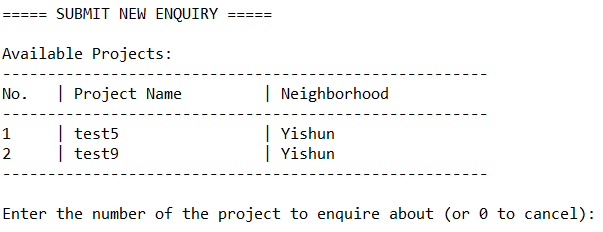 ===== SUBMIT NEW ENQUIRY =====
Available Projects:
------------------------------------------------------
No.   | Project Name         | Neighborhood
------------------------------------------------------
1     | test5                | Yishun
2     | test9                | Yishun
------------------------------------------------------
Enter the number of the project to enquire about (or 0 to cancel):